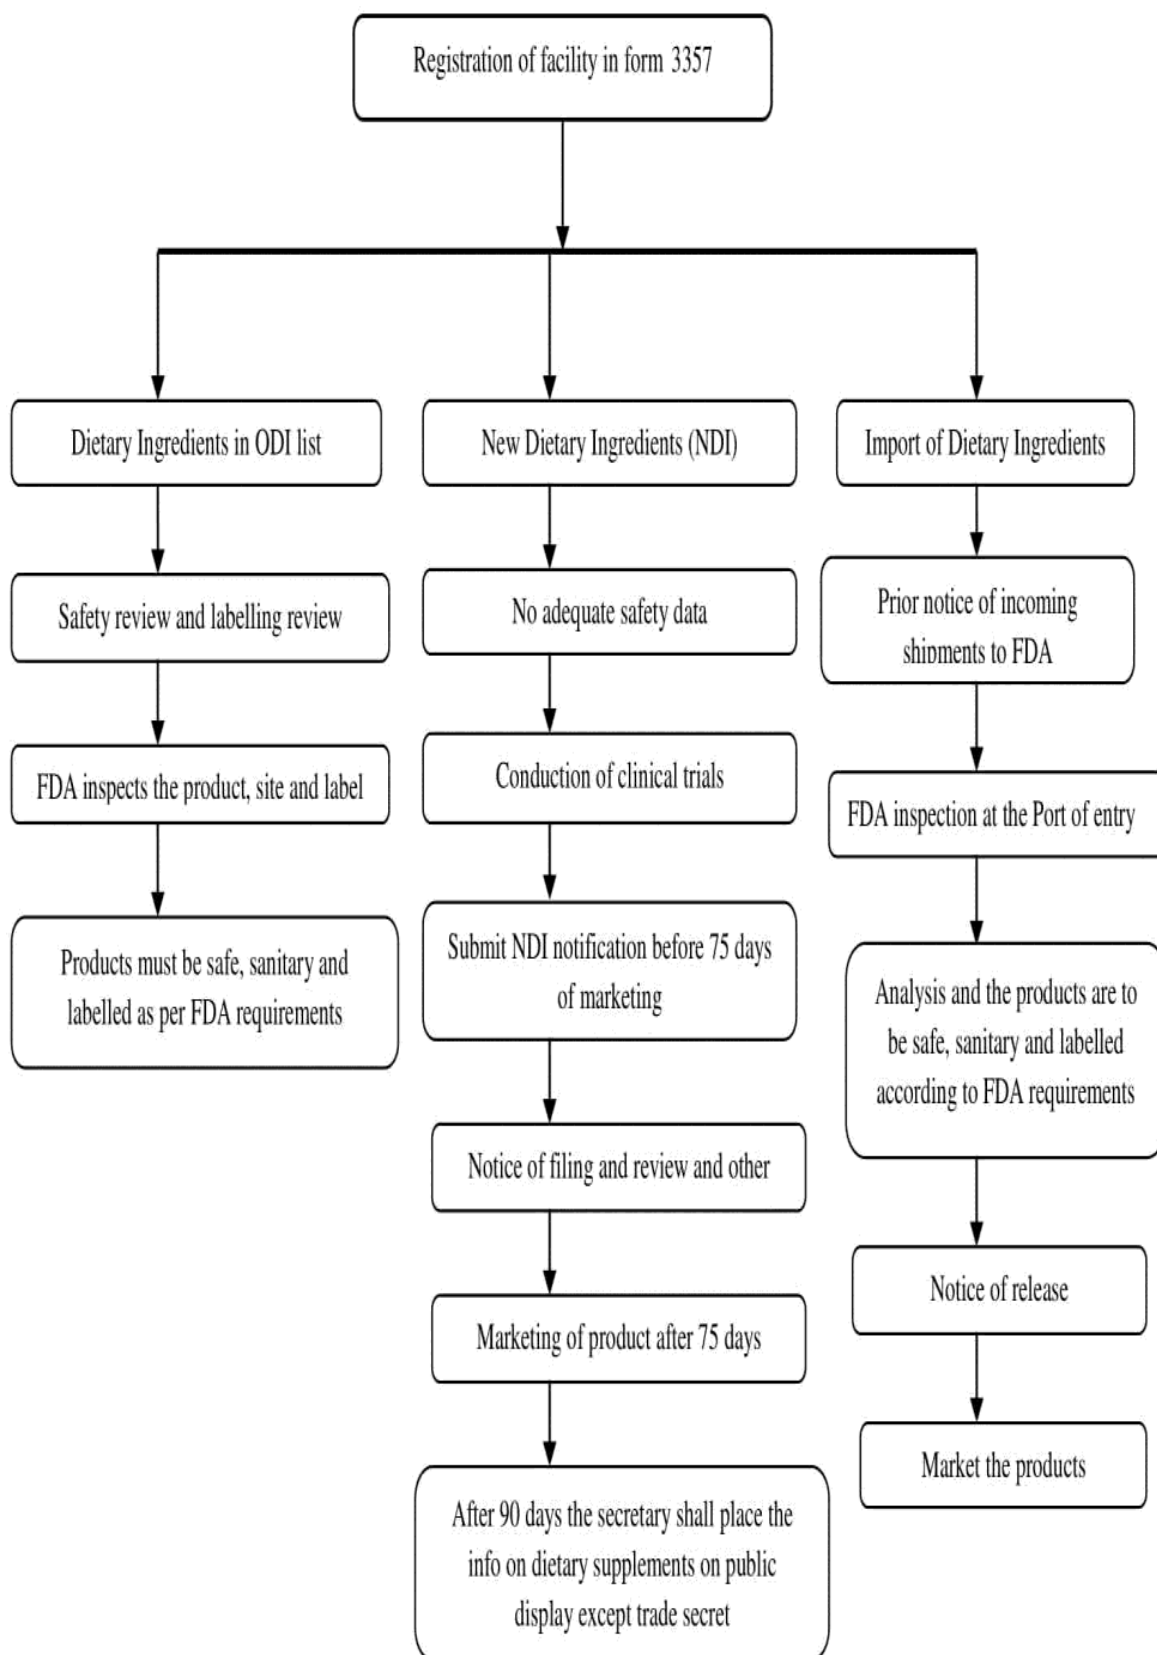 Registration of facility in form 3357
Dietary Ingredients in ODI list
Safety review and labelling review
FDA inspects the product, site and label
Products must be safe, sanitary and
labelled as per FDA requirements
New Dietary Ingredients (NDI)
No adequate safety data
Conduction of clinical trials
Submit NDI notification before 75 days
of marketing
Notice of filing and review and other
Marketing of product after 75 days
After 90 days the secretary shall place the
info on dietary supplements on public
display except trade secret
Import of Dietary Ingredients
Prior notice of incoming
shipments to FDA
FDA inspection at the Port of entry
Analysis and the products are to
be safe, sanitary and labelled
according to FDA requirements
Notice of release
Market the products